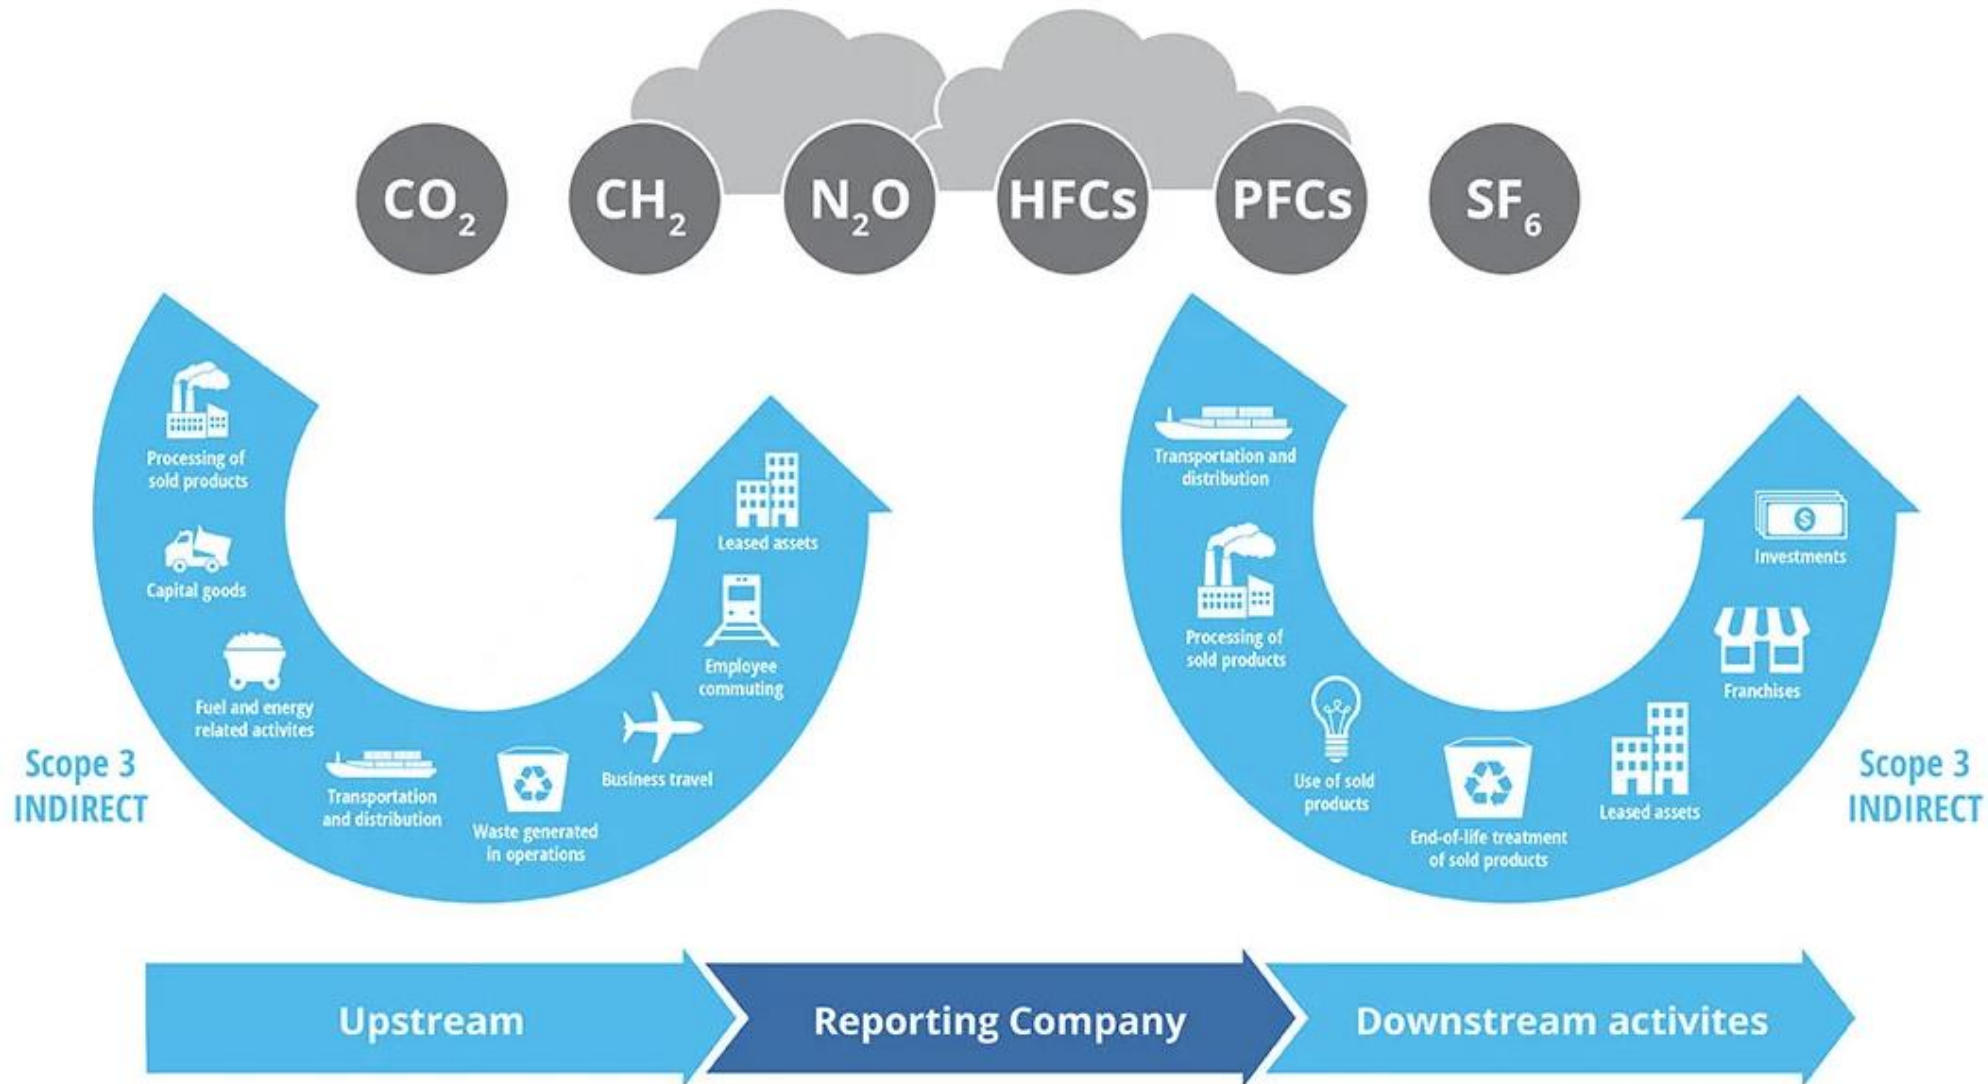 CO₂
CH₂
N₂O
HFCs
PFCs
SF₆
Processing of
sold products
Capital goods
Fuel and energy
related activites
Transportation
and distribution
Waste generated
in operations
Business travel
Employee
commuting
Leased assets
Scope 3
INDIRECT
Transportation and
distribution
Processing of
sold products
Use of sold
products
End-of-life treatment
of sold products
Leased assets
Franchises
$
Investments
Scope 3
INDIRECT
Upstream
Reporting Company
Downstream activites